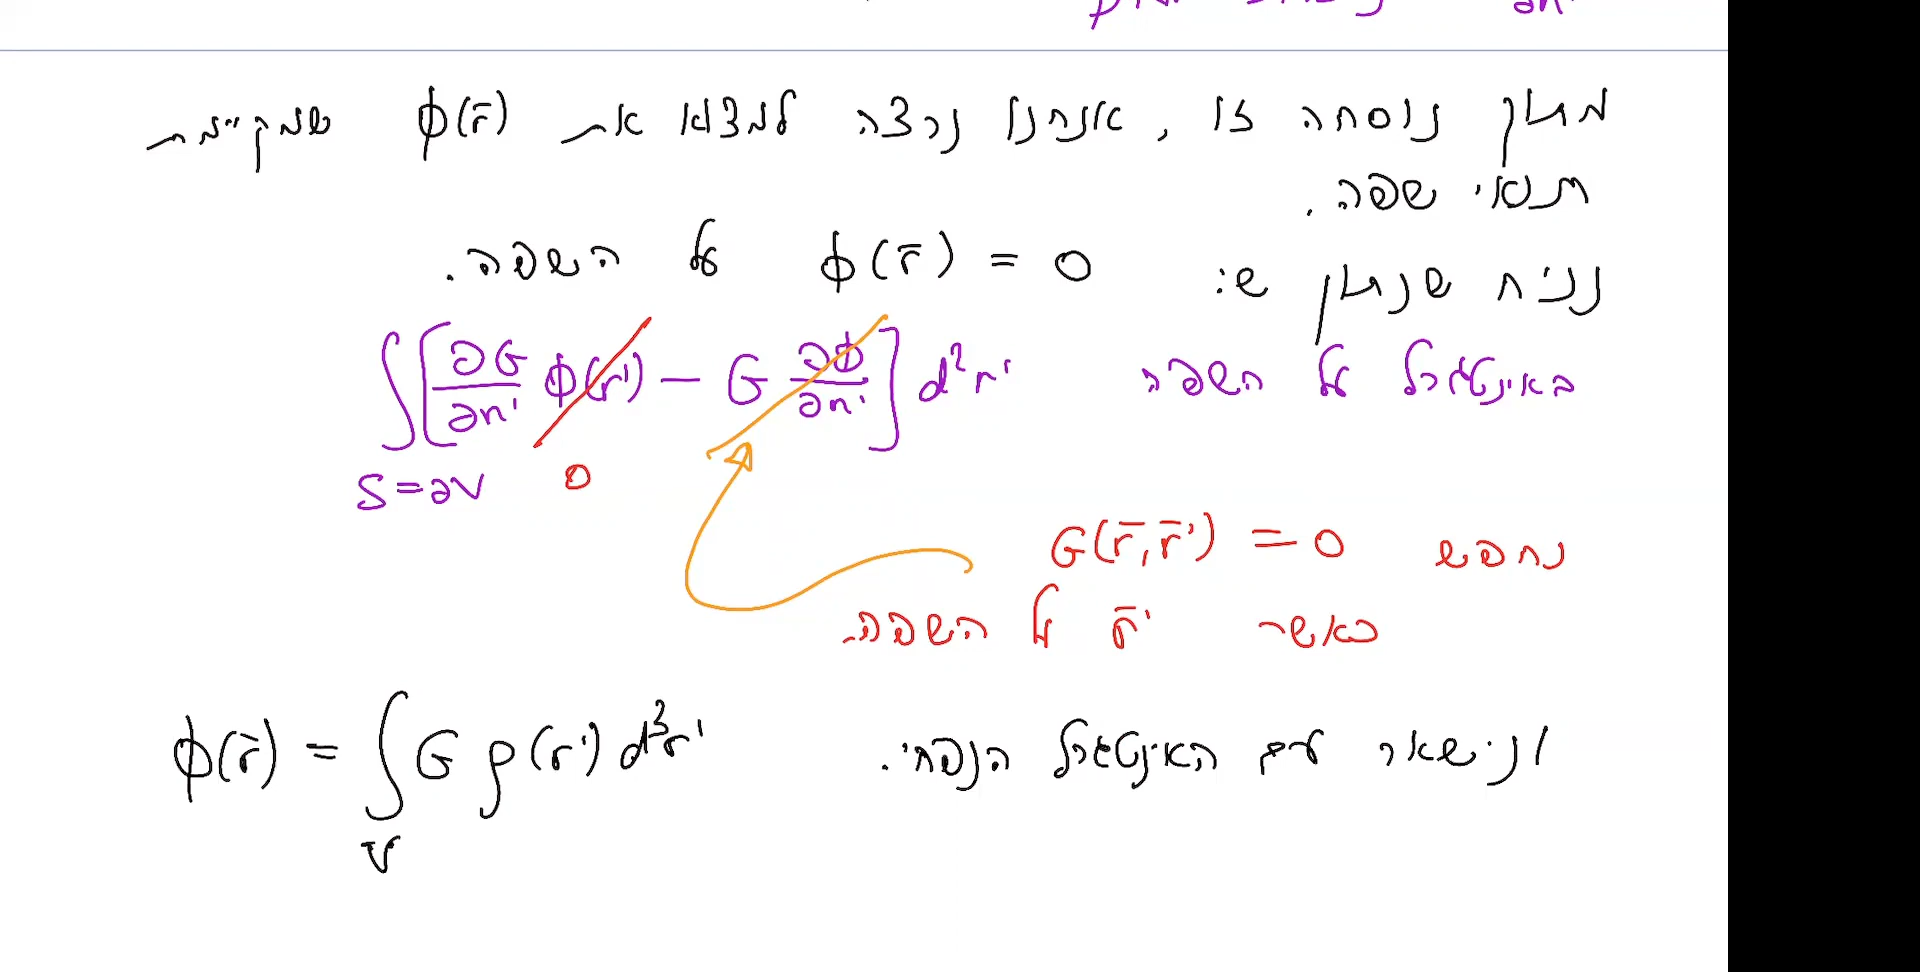 מתוך נוסחה זו, אנחנו נרצה למצוא את φ(r̄) שמקיימת
תנאי שפה.
נניח שנתון ש: φ(r̄) = 0 על השפה.
באינטגרל על השפה ∫[∂G/∂n' φ(r') − G ∂φ/∂n'] d²r'
S=∂V 0
נחפש G(r̄,r̄') = 0
כאשר r̄' על השפה.
ונישאר עם האינטגרל הנפחי. φ(r̄) = ∫ G ρ(r') d³r'
V